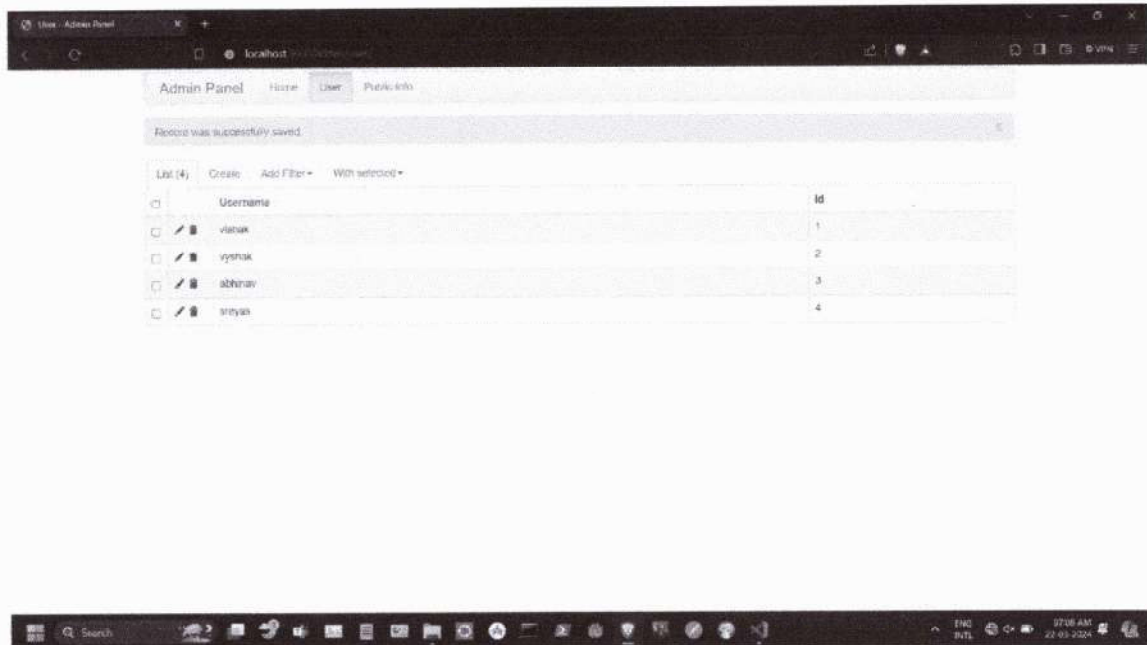 User - Admin Panel
localhost
VPN
Admin Panel Home User Public Info
Record was successfully saved.
List (4) Create Add Filter With selected
Username Id
1
vyshak 2
abhinav 3
sreyas 4
Search
ENG
INTL
07:08 AM
22-03-2024